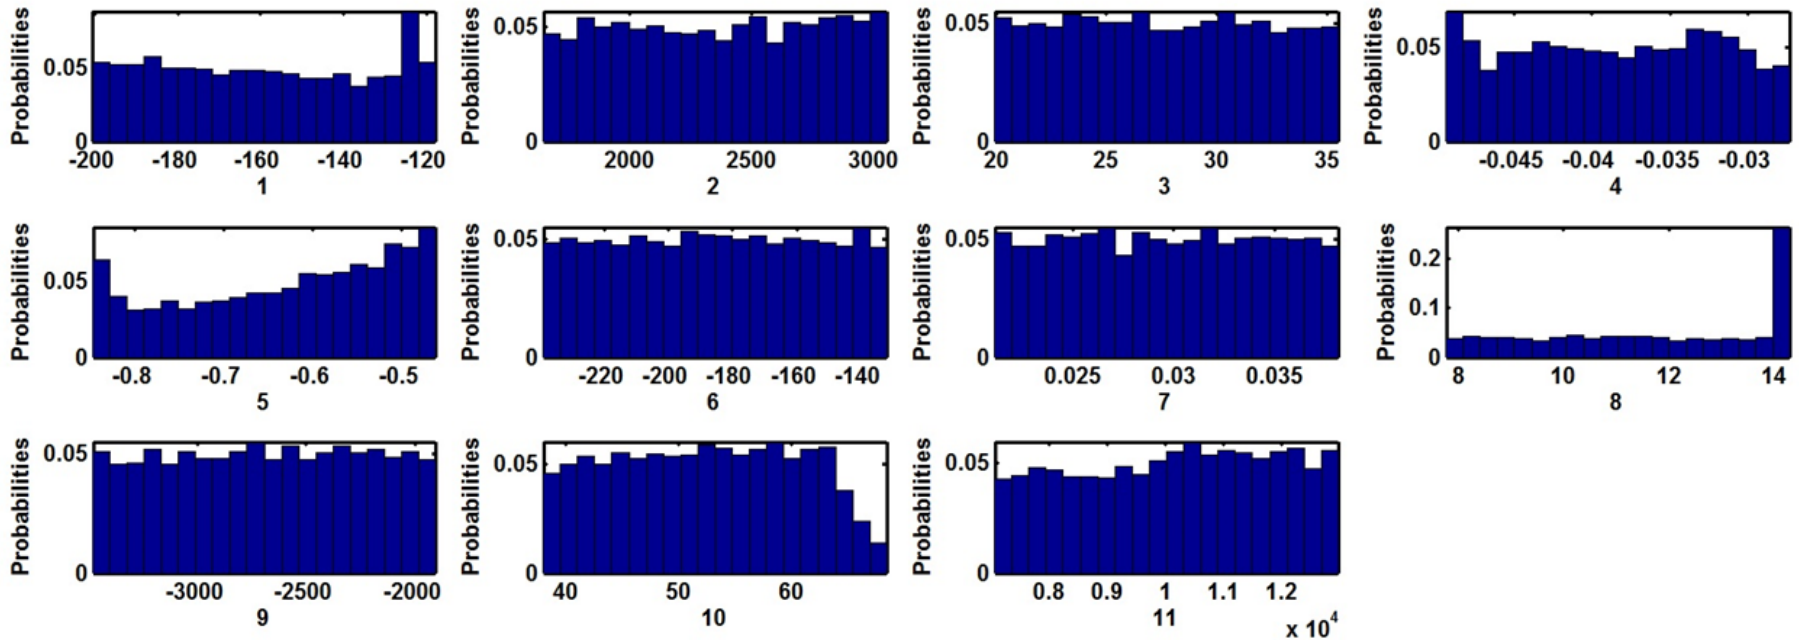 Probabilities
0.05
0
-200 -180 -160 -140 -120
1
Probabilities
0.05
0
2000 2500 3000
2
Probabilities
0.05
0
20 25 30 35
3
Probabilities
0.05
0
-0.045 -0.04 -0.035 -0.03
4
Probabilities
0.05
0
-0.8 -0.7 -0.6 -0.5
5
Probabilities
0.05
0
-220 -200 -180 -160 -140
6
Probabilities
0.05
0
0.025 0.03 0.035
7
Probabilities
0.2
0.1
0
8 10 12 14
8
Probabilities
0.05
0
-3000 -2500 -2000
9
Probabilities
0.05
0
40 50 60
10
Probabilities
0.05
0
0.8 0.9 1 1.1 1.2
11
x 10⁴